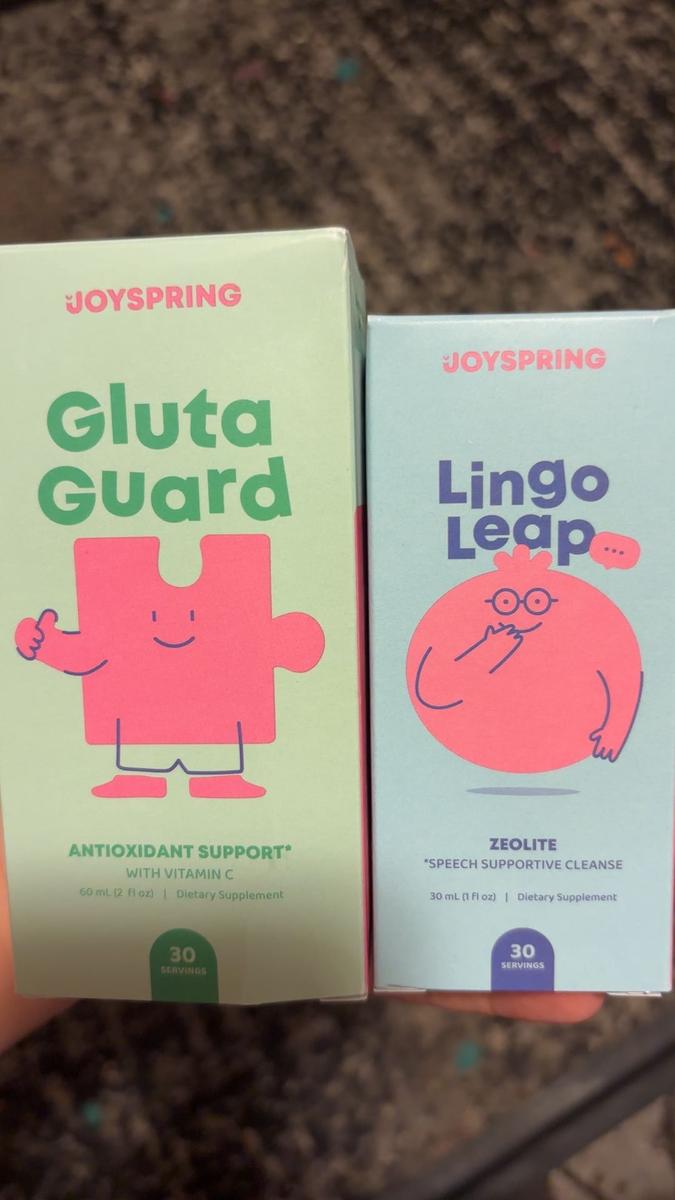 JOYSPRING
Gluta
Guard
ANTIOXIDANT SUPPORT*
WITH VITAMIN C
60 mL (2 fl oz) | Dietary Supplement
30
SERVINGS
JOYSPRING
Lingo
Leap
...
ZEOLITE
*SPEECH SUPPORTIVE CLEANSE
30 mL (1 fl oz) | Dietary Supplement
30
SERVINGS